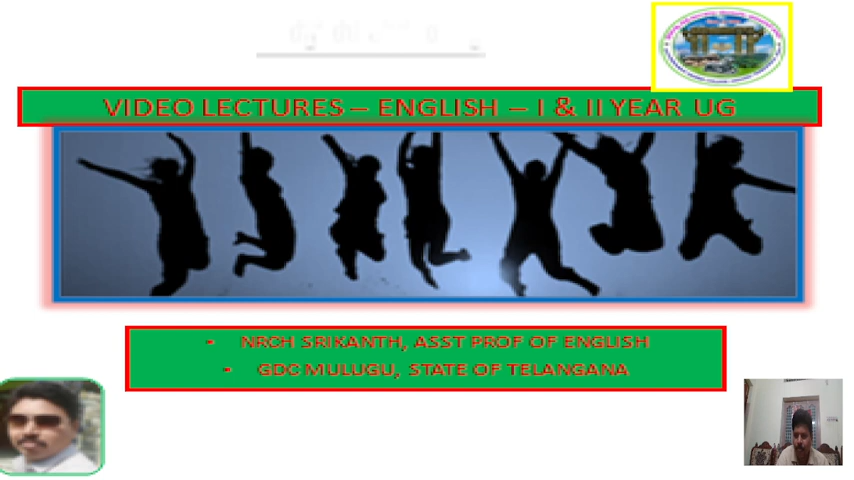 VIDEO LECTURES – ENGLISH – I & II YEAR UG
- NRCH SRIKANTH, ASST PROF OF ENGLISH
- GDC MULUGU, STATE OF TELANGANA